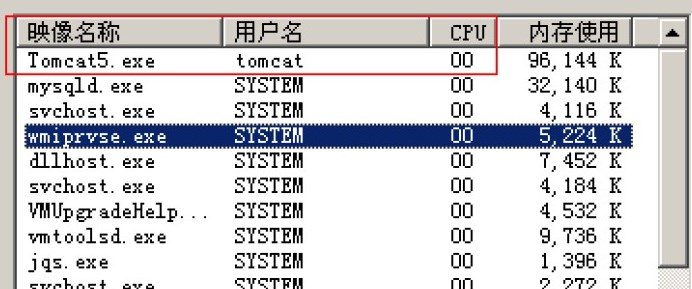 映像名称 用户名 CPU 内存使用
Tomcat5.exe tomcat 00 96,144 K
mysqld.exe SYSTEM 00 32,140 K
svchost.exe SYSTEM 00 4,116 K
wmiprvse.exe SYSTEM 00 5,224 K
dllhost.exe SYSTEM 00 7,452 K
svchost.exe SYSTEM 00 4,184 K
VMUpgradeHelp... SYSTEM 00 4,532 K
vmtoolsd.exe SYSTEM 00 9,736 K
jqs.exe SYSTEM 00 1,396 K
svchost.exe SYSTEM 00 2,272 K